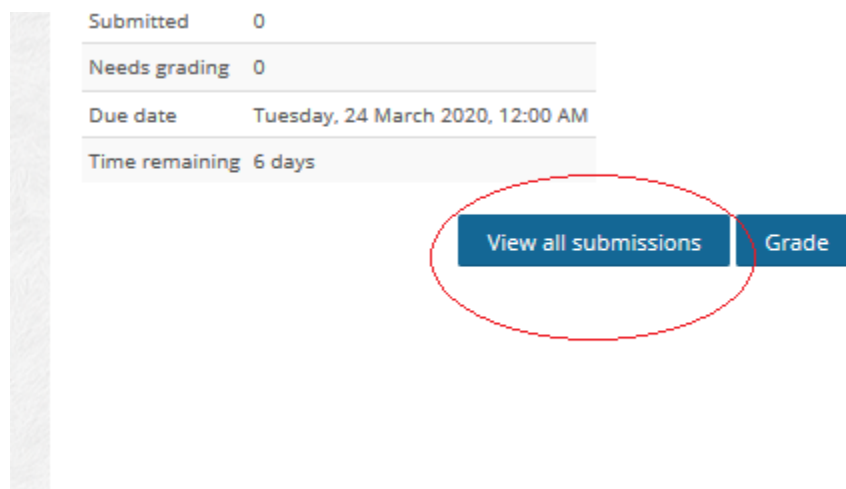 Submitted 0
Needs grading 0
Due date Tuesday, 24 March 2020, 12:00 AM
Time remaining 6 days
View all submissions Grade